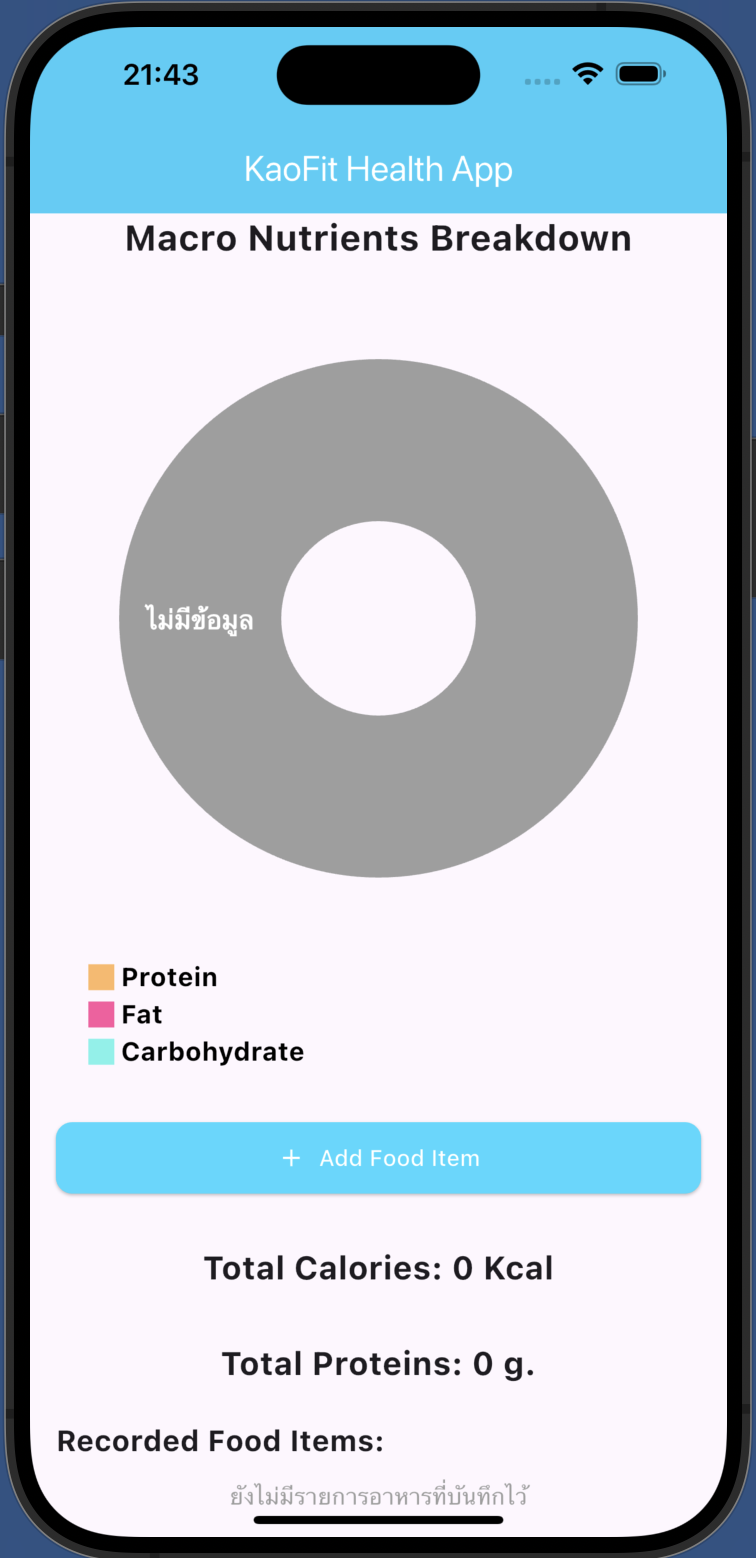 21:43
KaoFit Health App
Macro Nutrients Breakdown
ไม่มีข้อมูล
Protein
Fat
Carbohydrate
+ Add Food Item
Total Calories: 0 Kcal
Total Proteins: 0 g.
Recorded Food Items:
ยังไม่มีรายการอาหารที่บันทึกไว้